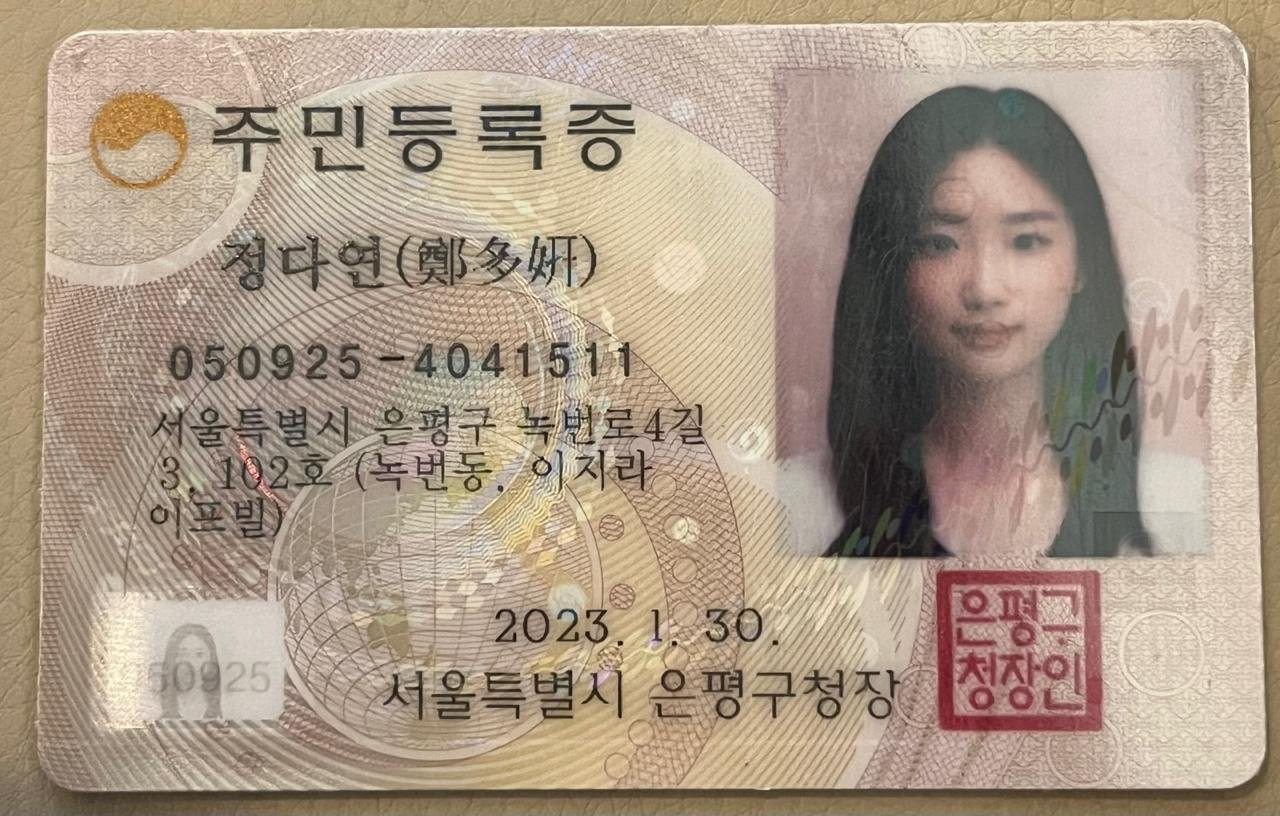 주민등록증
정다연(鄭多姸)
050925-4041511
서울특별시 은평구 녹번로4길
3, 102호 (녹번동, 이지라
이프빌)
050925
2023. 1. 30.
서울특별시 은평구청장
은평구
청장인